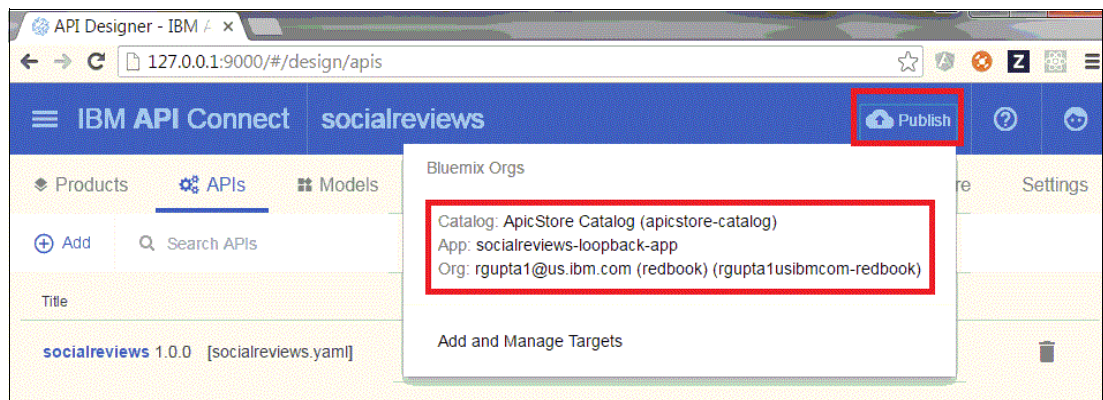 API Designer - IBM A
127.0.0.1:9000/#/design/apis
Z
IBM API Connect socialreviews Publish ?
Bluemix Orgs
Products APIs Models re Settings
Catalog: ApicStore Catalog (apicstore-catalog)
Add Search APIs App: socialreviews-loopback-app
Org: rgupta1@us.ibm.com (redbook) (rgupta1usibmcom-redbook)
Title
Add and Manage Targets
socialreviews 1.0.0 [socialreviews.yaml]